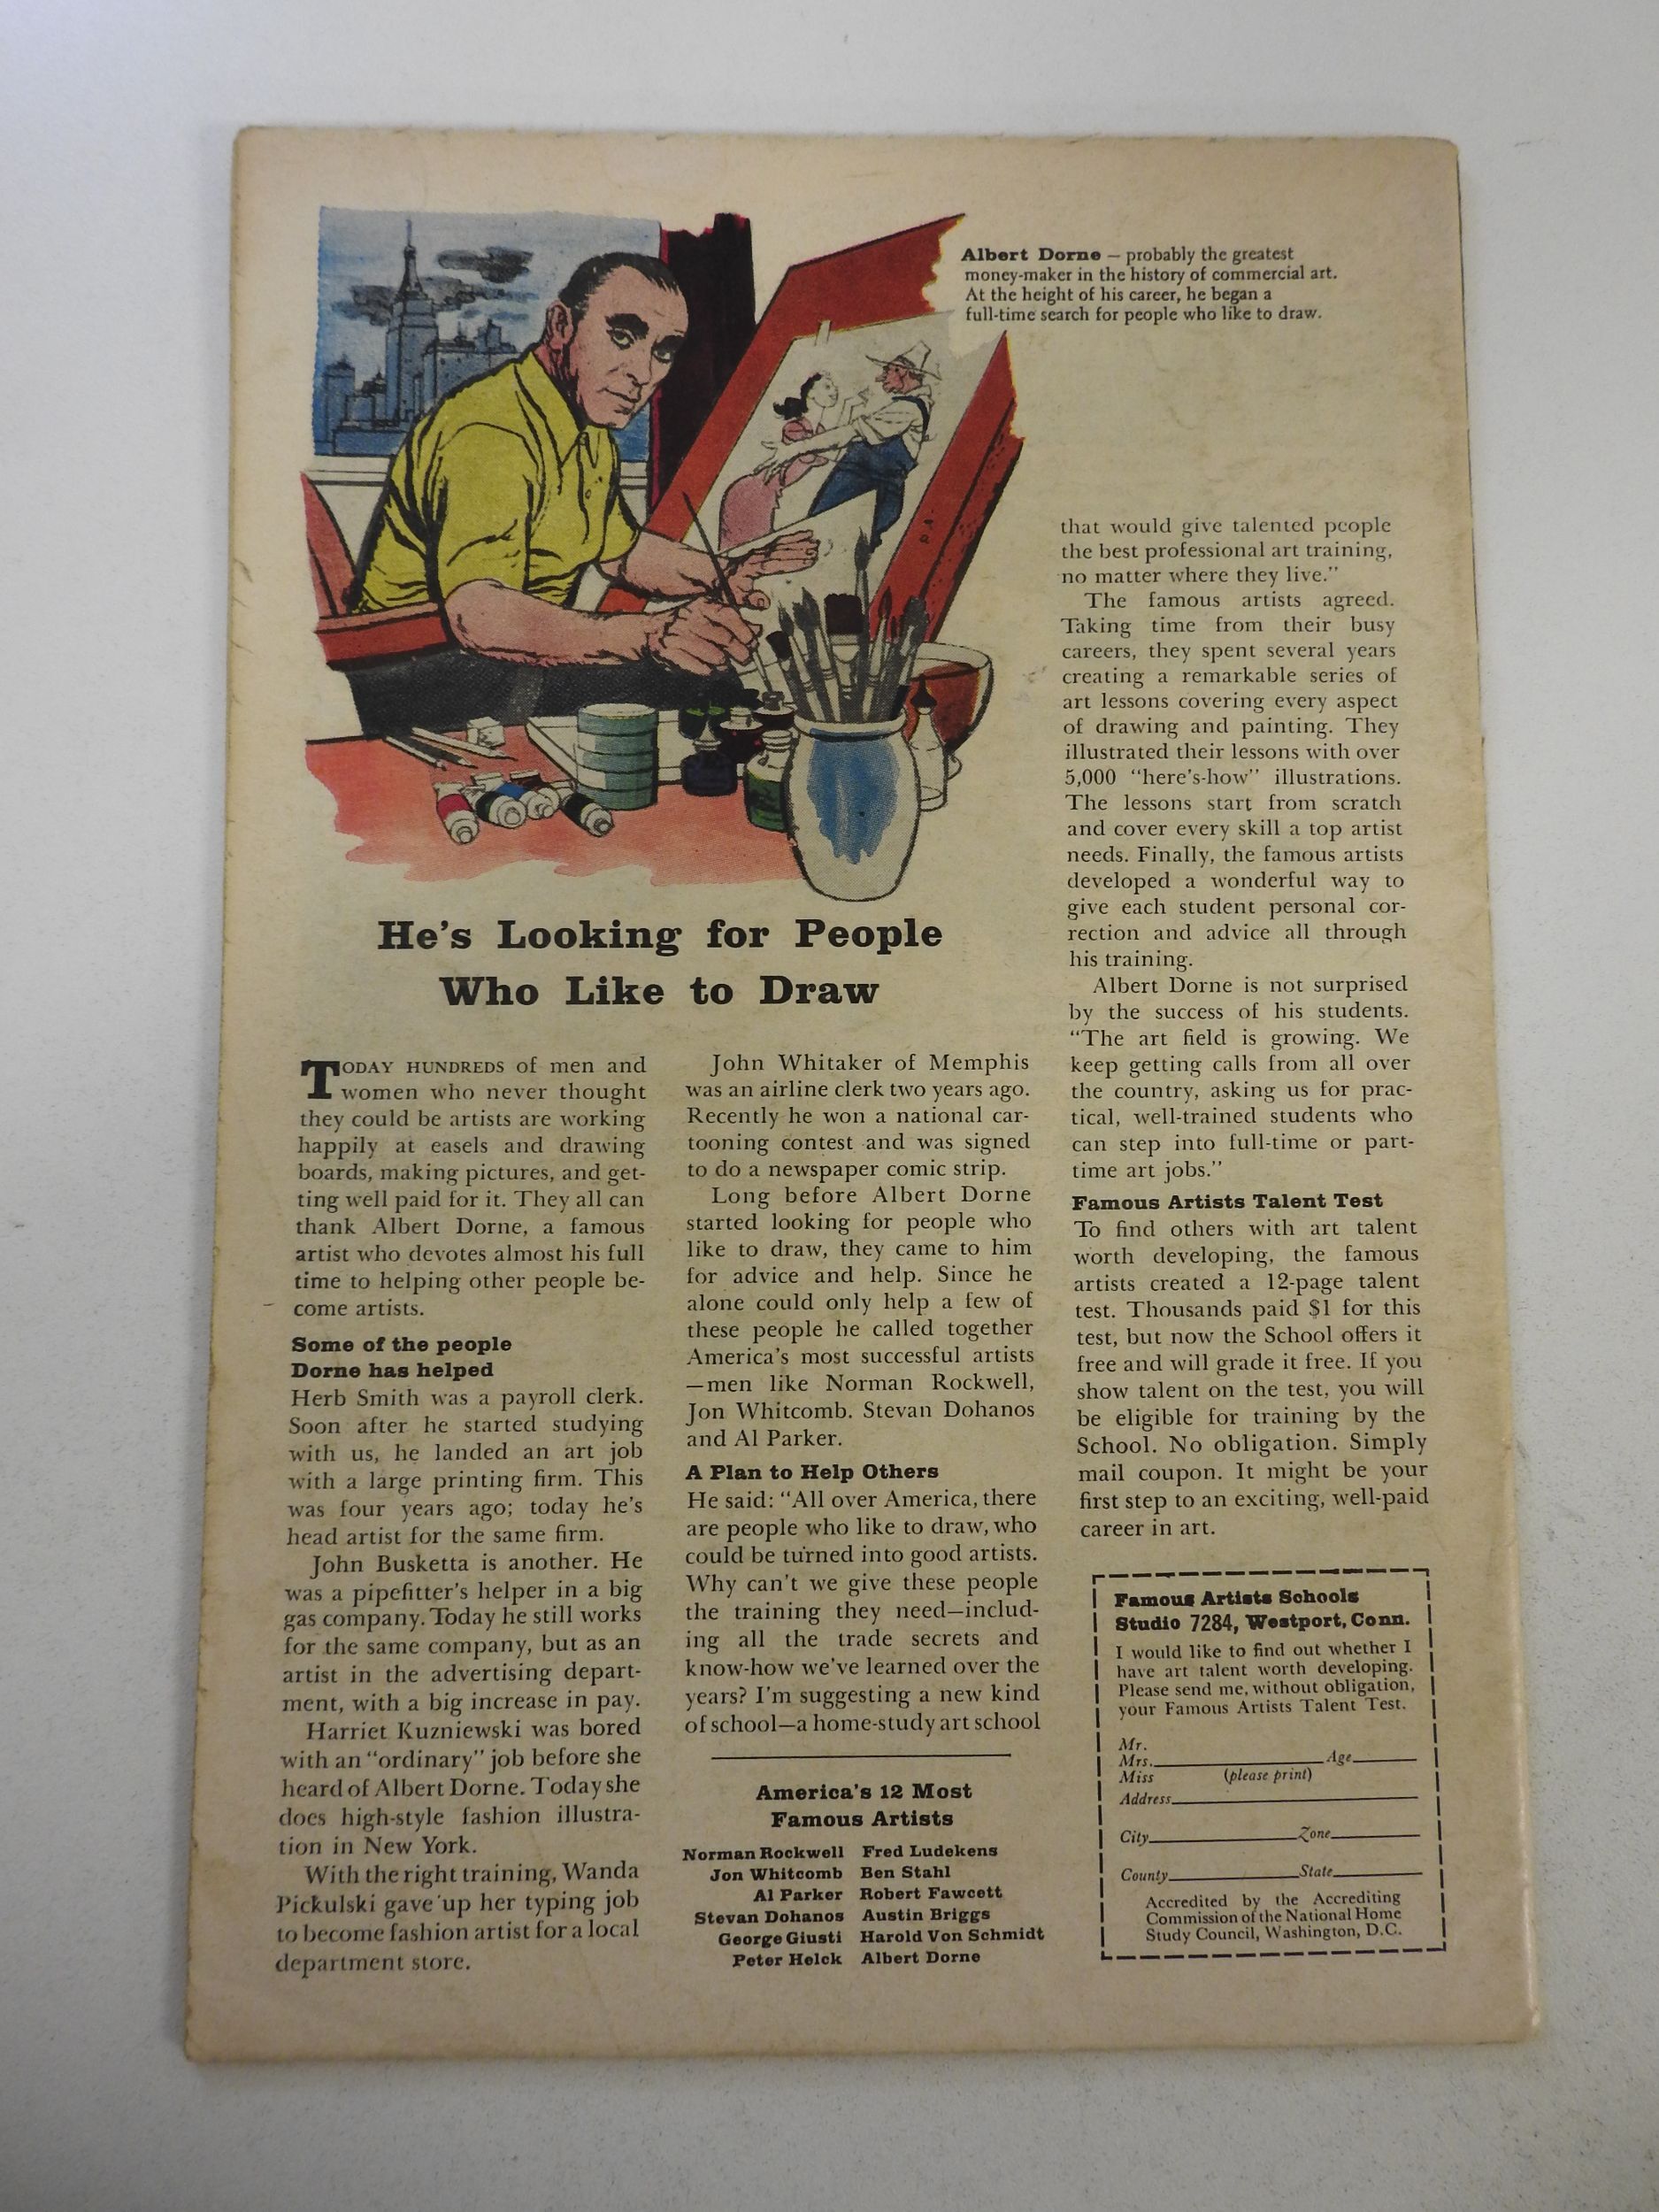 Albert Dorne – probably the greatest
money-maker in the history of commercial art.
At the height of his career, he began a
full-time search for people who like to draw.
He's Looking for People
Who Like to Draw
TODAY HUNDREDS of men and
women who never thought
they could be artists are working
happily at easels and drawing
boards, making pictures, and get-
ting well paid for it. They all can
thank Albert Dorne, a famous
artist who devotes almost his full
time to helping other people be-
come artists.
Some of the people
Dorne has helped
Herb Smith was a payroll clerk.
Soon after he started studying
with us, he landed an art job
with a large printing firm. This
was four years ago; today he's
head artist for the same firm.
John Busketta is another. He
was a pipefitter's helper in a big
gas company. Today he still works
for the same company, but as an
artist in the advertising depart-
ment, with a big increase in pay.
Harriet Kuzniewski was bored
with an "ordinary" job before she
heard of Albert Dorne. Today she
does high-style fashion illustra-
tion in New York.
With the right training, Wanda
Pickulski gave up her typing job
to become fashion artist for a local
department store.
John Whitaker of Memphis
was an airline clerk two years ago.
Recently he won a national car-
tooning contest and was signed
to do a newspaper comic strip.
Long before Albert Dorne
started looking for people who
like to draw, they came to him
for advice and help. Since he
alone could only help a few of
these people he called together
America's most successful artists
—men like Norman Rockwell,
Jon Whitcomb. Stevan Dohanos
and Al Parker.
A Plan to Help Others
He said: "All over America, there
are people who like to draw, who
could be turned into good artists.
Why can't we give these people
the training they need—includ-
ing all the trade secrets and
know-how we've learned over the
years? I'm suggesting a new kind
of school—a home-study art school
America's 12 Most
Famous Artists
Norman Rockwell Fred Ludekens
Jon Whitcomb Ben Stahl
Al Parker Robert Fawcett
Stevan Dohanos Austin Briggs
George Giusti Harold Von Schmidt
Peter Helck Albert Dorne
that would give talented people
the best professional art training,
no matter where they live."
The famous artists agreed.
Taking time from their busy
careers, they spent several years
creating a remarkable series of
art lessons covering every aspect
of drawing and painting. They
illustrated their lessons with over
5,000 "here's-how" illustrations.
The lessons start from scratch
and cover every skill a top artist
needs. Finally, the famous artists
developed a wonderful way to
give each student personal cor-
rection and advice all through
his training.
Albert Dorne is not surprised
by the success of his students.
"The art field is growing. We
keep getting calls from all over
the country, asking us for prac-
tical, well-trained students who
can step into full-time or part-
time art jobs."
Famous Artists Talent Test
To find others with art talent
worth developing, the famous
artists created a 12-page talent
test. Thousands paid $1 for this
test, but now the School offers it
free and will grade it free. If you
show talent on the test, you will
be eligible for training by the
School. No obligation. Simply
mail coupon. It might be your
first step to an exciting, well-paid
career in art.
Famous Artists Schools
Studio 7284, Westport, Conn.
I would like to find out whether I
have art talent worth developing.
Please send me, without obligation,
your Famous Artists Talent Test.
Mr.
Mrs. Age
Miss (please print)
Address
City Zone
County State
Accredited by the Accrediting
Commission of the National Home
Study Council, Washington, D.C.